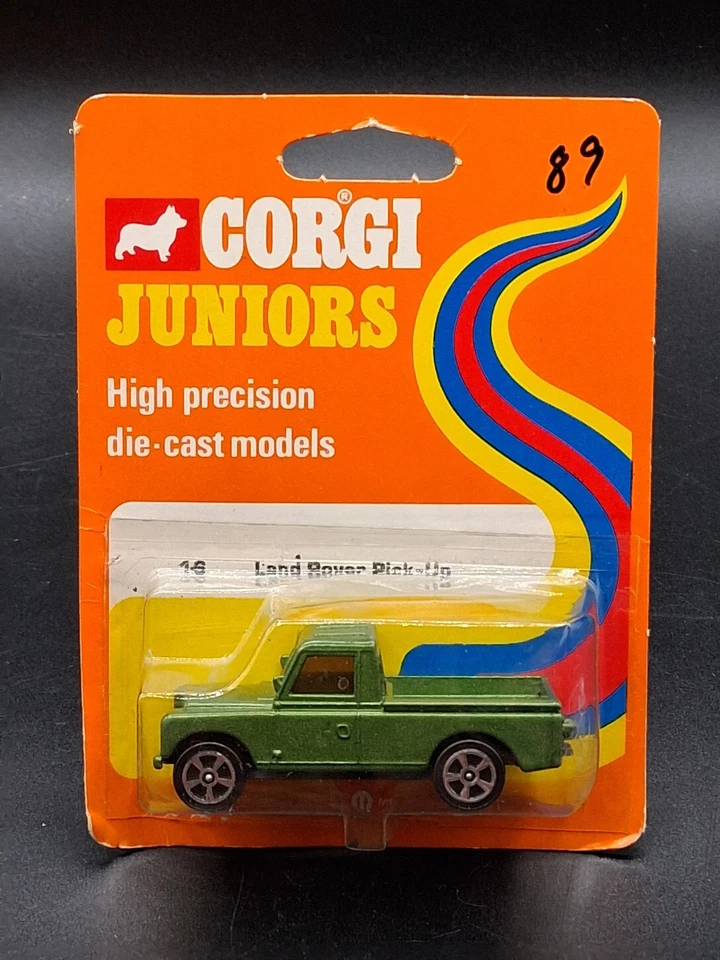 89
CORGI®
JUNIORS
High precision
die-cast models
16 Land Rover Pick-Up